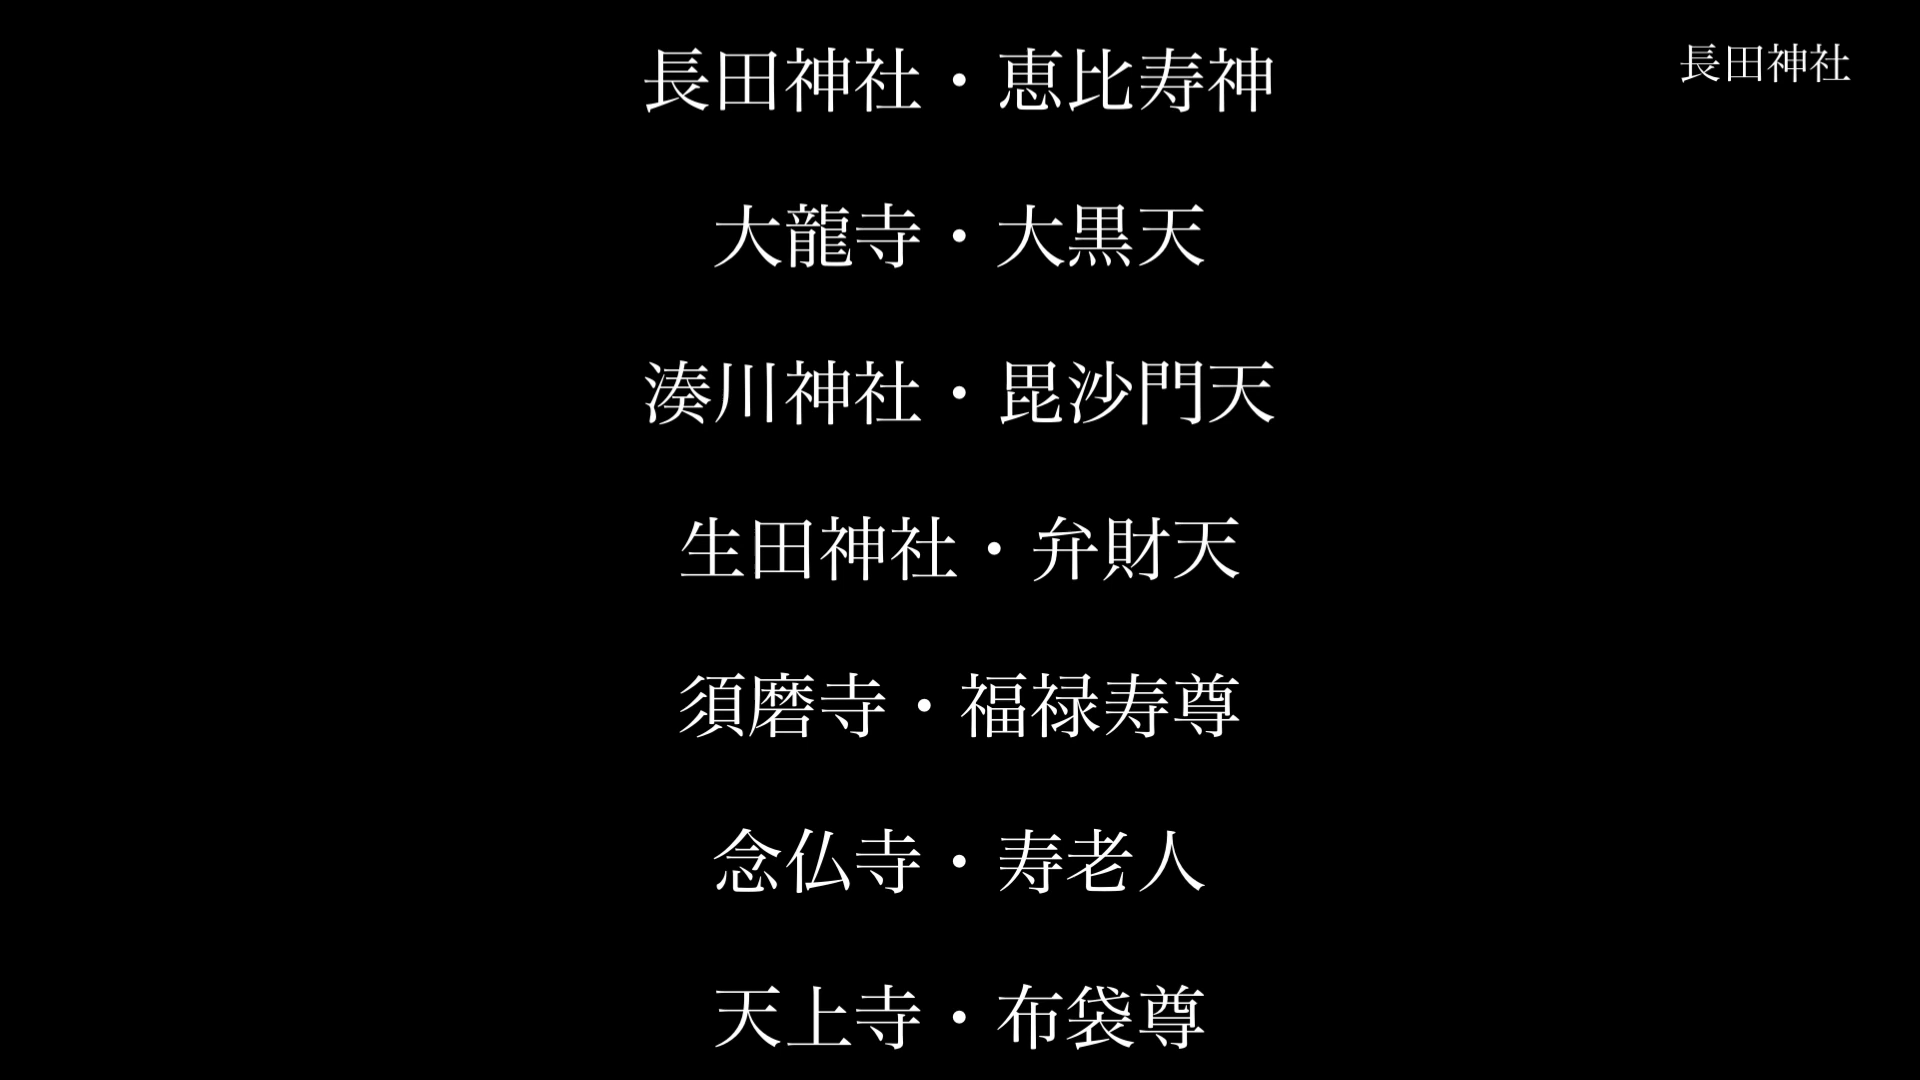 長田神社・恵比寿神
長田神社
大龍寺・大黒天
湊川神社・毘沙門天
生田神社・弁財天
須磨寺・福禄寿尊
念仏寺・寿老人
天上寺・布袋尊